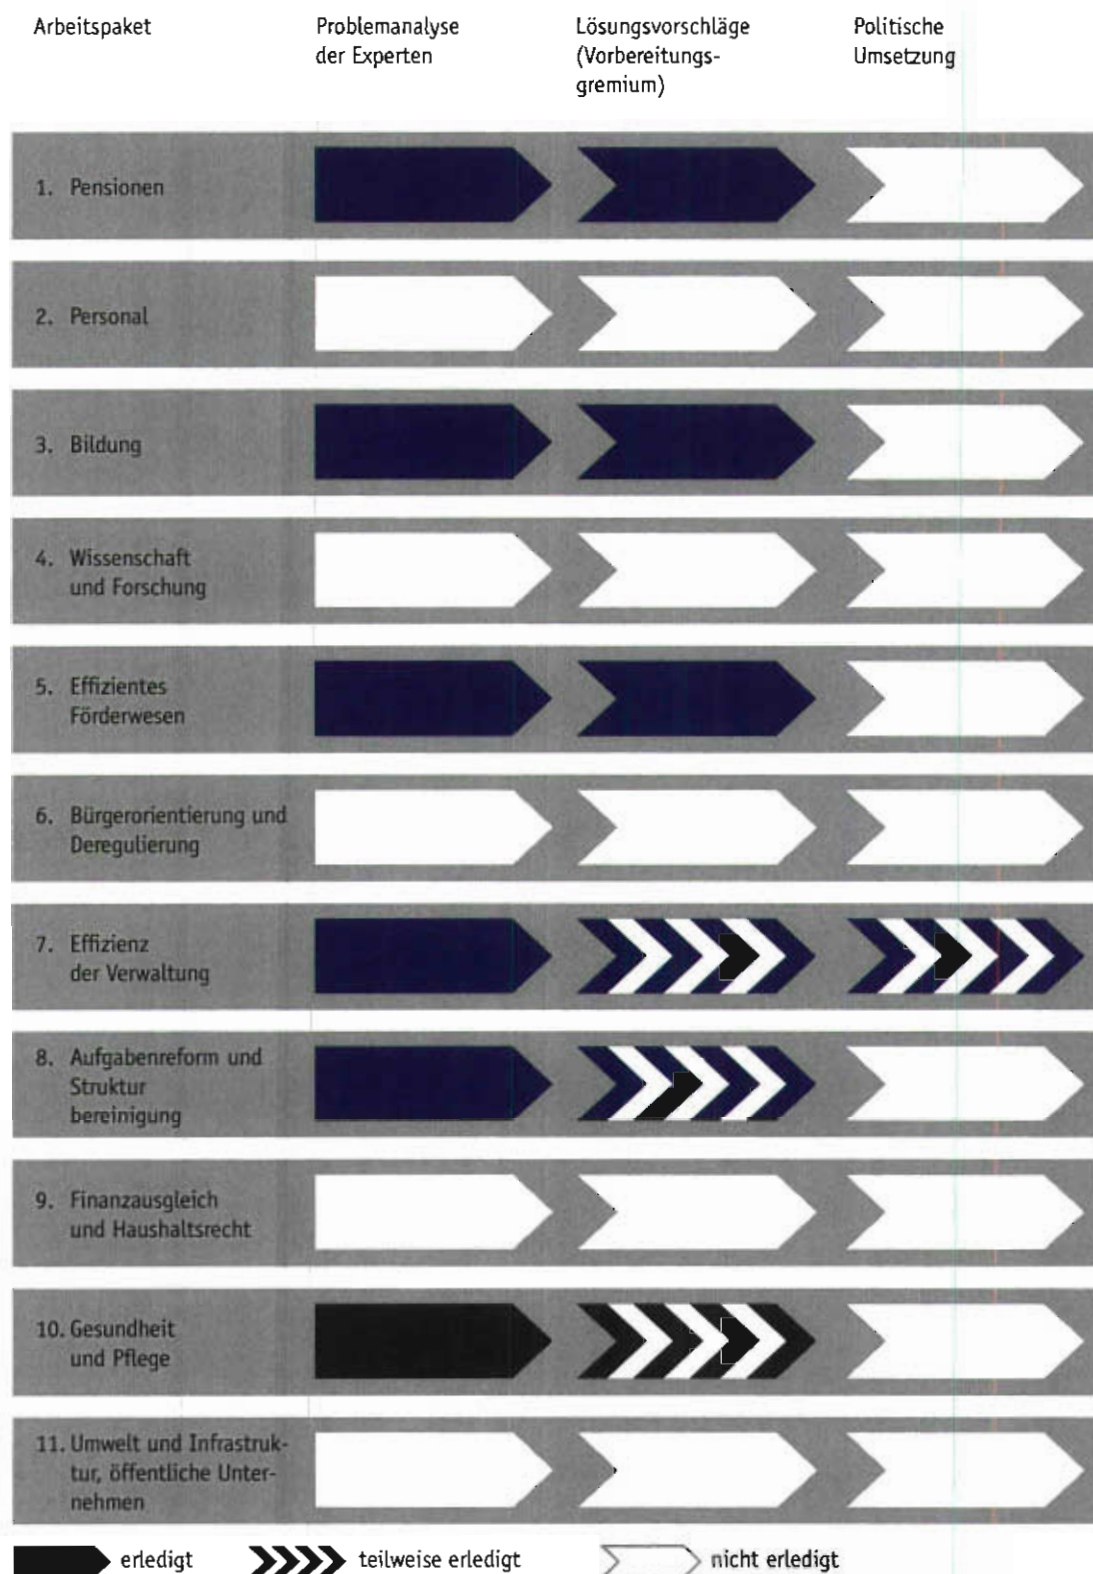 Arbeitspaket
Problemanalyse
der Experten
Lösungsvorschläge
(Vorbereitungs-
gremium)
Politische
Umsetzung
1. Pensionen
2. Personal
3. Bildung
4. Wissenschaft
und Forschung
5. Effizientes
Förderwesen
6. Bürgerorientierung und
Deregulierung
7. Effizienz
der Verwaltung
8. Aufgabenreform und
Struktur
bereinigung
9. Finanzausgleich
und Haushaltsrecht
10. Gesundheit
und Pflege
11. Umwelt und Infrastruk-
tur, öffentliche Unter-
nehmen
erledigt
teilweise erledigt
nicht erledigt